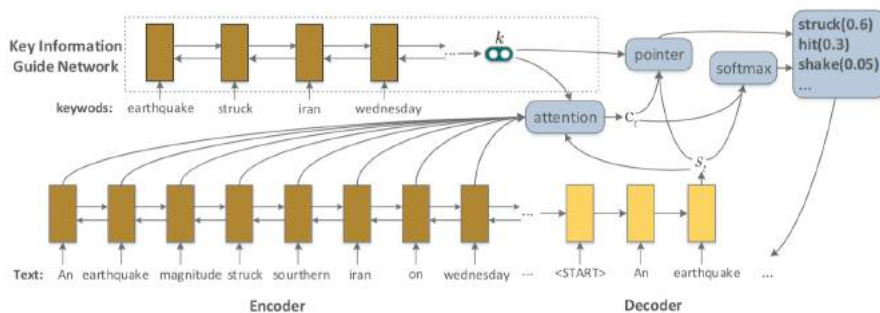 Key Information
Guide Network
k
pointer
softmax
struck(0.6)
hit(0.3)
shake(0.05)
...
...
keywods: earthquake struck iran wednesday
attention
c_t
s_t
...
Text: An earthquake magnitude struck sourthern iran on wednesday ... <START> An earthquake ...
Encoder Decoder